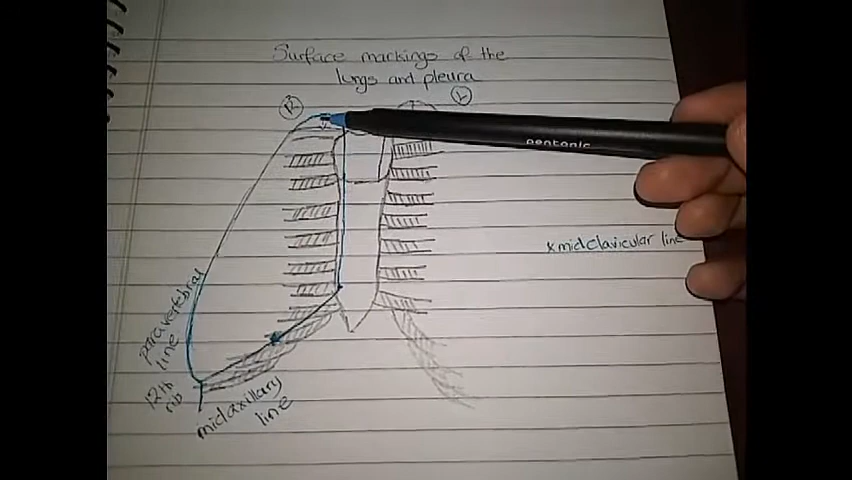 Surface markings of the
lungs and pleura
R
L
pentonic
x midclavicular line
paravertebral
line
12th
rib
midaxillary
line